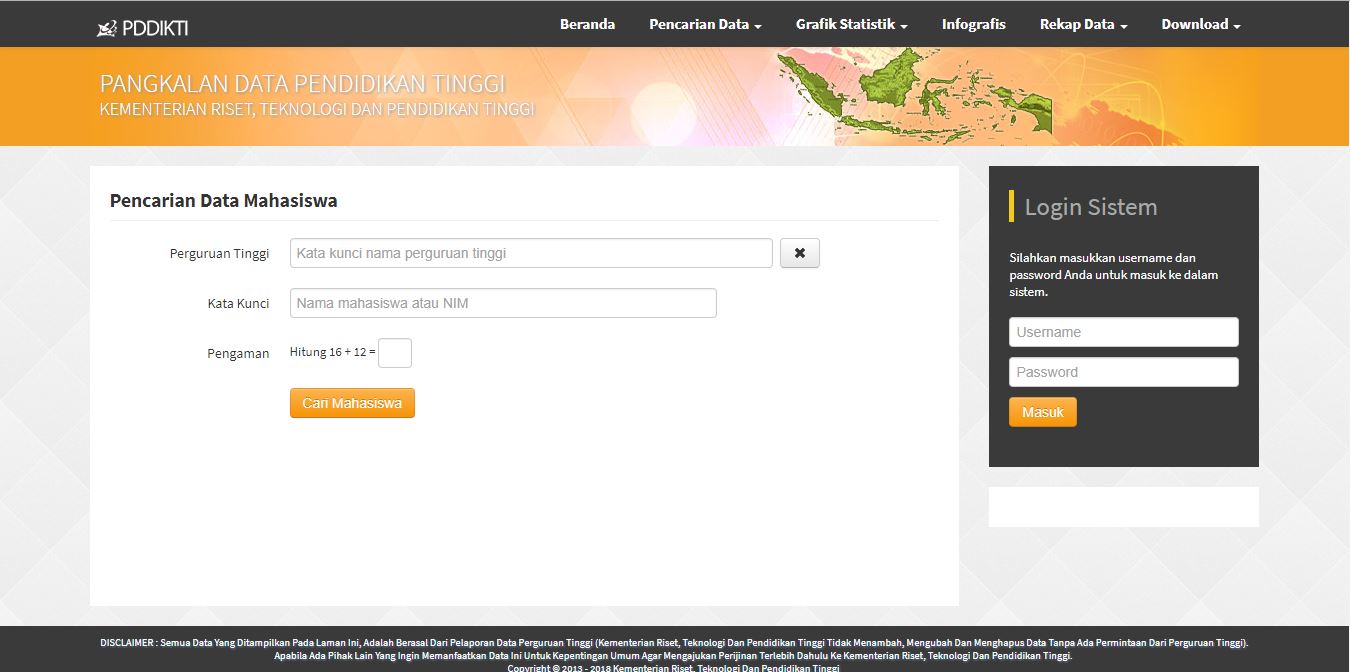 PDDIKTI
Beranda
Pencarian Data
Grafik Statistik
Infografis
Rekap Data
Download
PANGKALAN DATA PENDIDIKAN TINGGI
KEMENTERIAN RISET, TEKNOLOGI DAN PENDIDIKAN TINGGI
Pencarian Data Mahasiswa
Perguruan Tinggi
Kata kunci nama perguruan tinggi
Kata Kunci
Nama mahasiswa atau NIM
Pengaman
Hitung 16 + 12 =
Cari Mahasiswa
Login Sistem
Silahkan masukkan username dan
password Anda untuk masuk ke dalam
sistem.
Username
Password
Masuk
DISCLAIMER : Semua Data Yang Ditampilkan Pada Laman Ini, Adalah Berasal Dari Pelaporan Data Perguruan Tinggi (Kementerian Riset, Teknologi Dan Pendidikan Tinggi Tidak Menambah, Mengubah Dan Menghapus Data Tanpa Ada Permintaan Dari Perguruan Tinggi).
Apabila Ada Pihak Lain Yang Ingin Memanfaatkan Data Ini Untuk Kepentingan Umum Agar Mengajukan Perijinan Terlebih Dahulu Ke Kementerian Riset, Teknologi Dan Pendidikan Tinggi.
Copyright © 2013 - 2018 Kementerian Riset, Teknologi Dan Pendidikan Tinggi